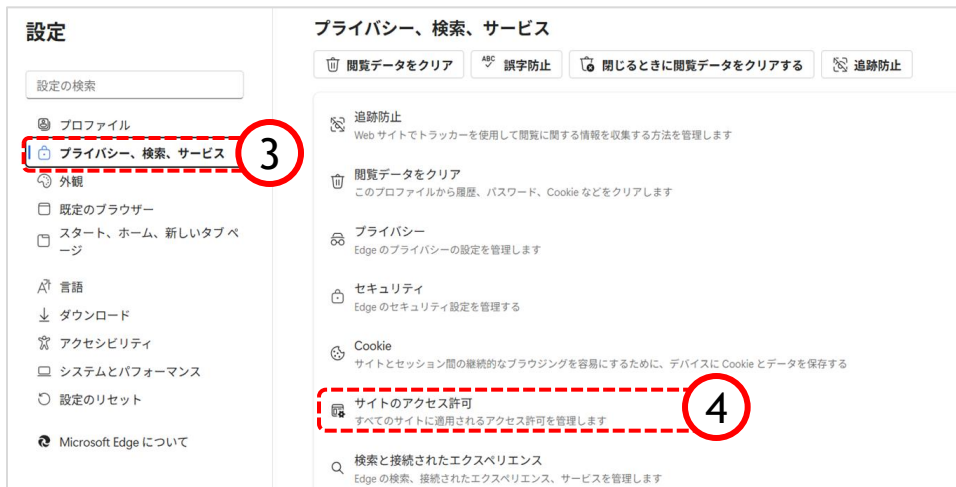 設定
設定の検索
プロファイル
プライバシー、検索、サービス
3
外観
既定のブラウザー
スタート、ホーム、新しいタブ ペ
ージ
言語
ダウンロード
アクセシビリティ
システムとパフォーマンス
設定のリセット
Microsoft Edge について
プライバシー、検索、サービス
閲覧データをクリア
ABC 誤字防止
閉じるときに閲覧データをクリアする
追跡防止
追跡防止
Web サイトでトラッカーを使用して閲覧に関する情報を収集する方法を管理します
閲覧データをクリア
このプロファイルから履歴、パスワード、Cookie などをクリアします
プライバシー
Edge のプライバシーの設定を管理します
セキュリティ
Edge のセキュリティ設定を管理する
Cookie
サイトとセッション間の継続的なブラウジングを容易にするために、デバイスに Cookie とデータを保存する
サイトのアクセス許可
すべてのサイトに適用されるアクセス許可を管理します
4
検索と接続されたエクスペリエンス
Edge の検索、接続されたエクスペリエンス、サービスを管理します